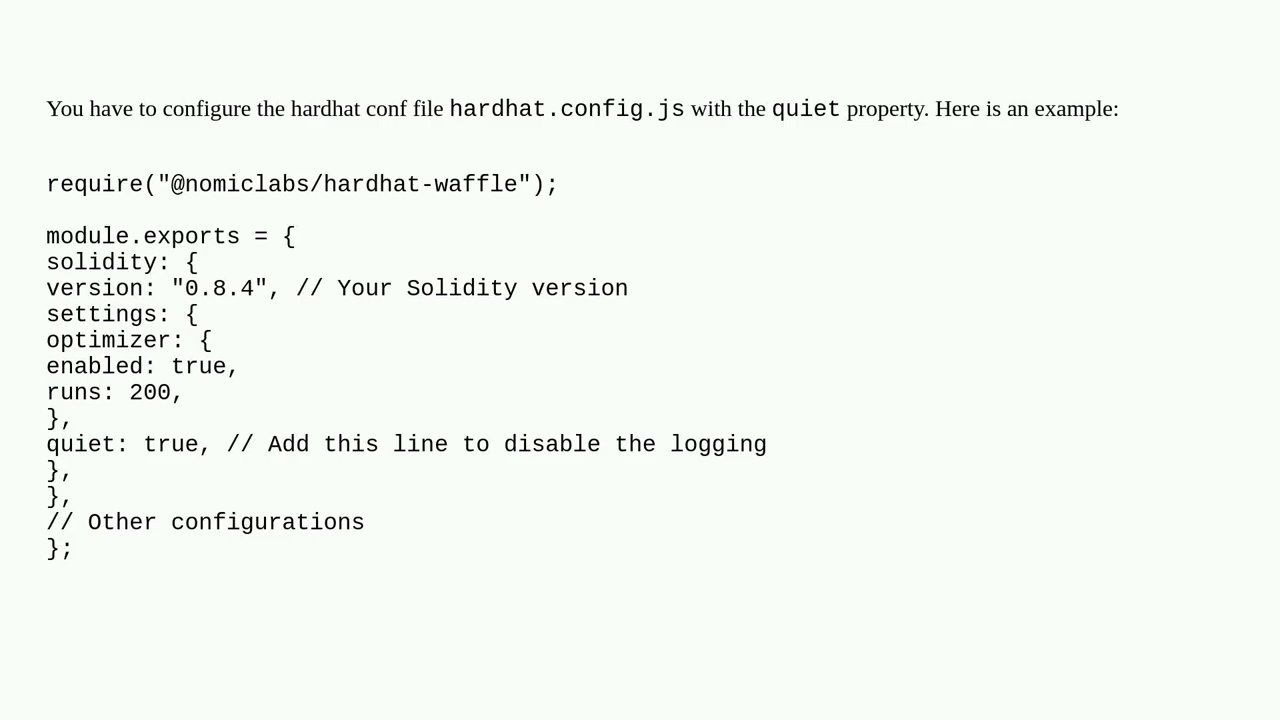 You have to configure the hardhat conf file hardhat.config.js with the quiet property. Here is an example:
require("@nomiclabs/hardhat-waffle");
module.exports = {
solidity: {
version: "0.8.4", // Your Solidity version
settings: {
optimizer: {
enabled: true,
runs: 200,
},
quiet: true, // Add this line to disable the logging
},
},
// Other configurations
};